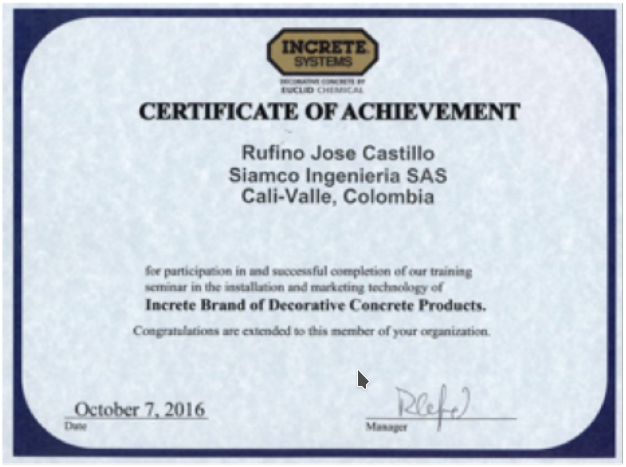 INCRETE
SYSTEMS
DECORATIVE CONCRETE BY
EUCLID CHEMICAL
CERTIFICATE OF ACHIEVEMENT
Rufino Jose Castillo
Siamco Ingenieria SAS
Cali-Valle, Colombia
for participation in and successful completion of our training
seminar in the installation and marketing technology of
Increte Brand of Decorative Concrete Products.
Congratulations are extended to this member of your organization.
October 7, 2016
Date
Manager